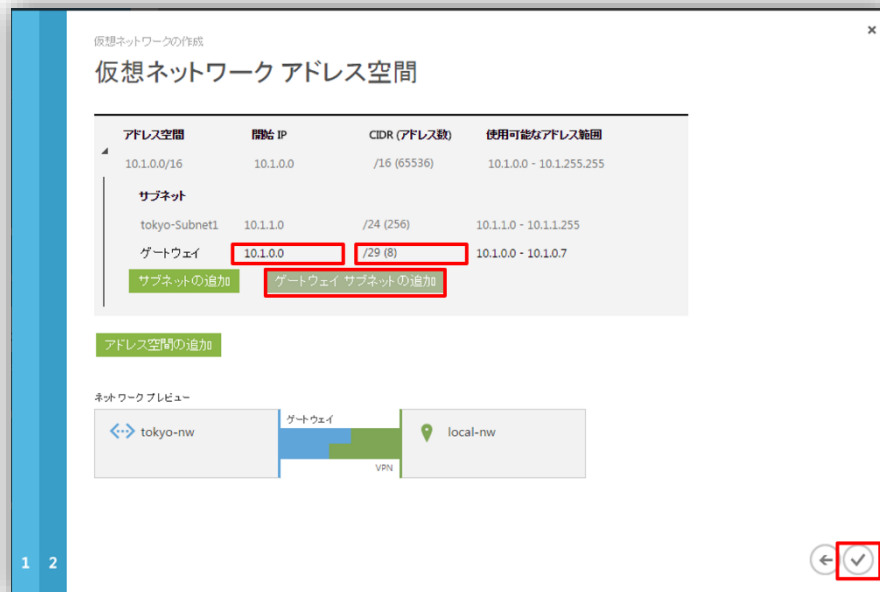 仮想ネットワークの作成
仮想ネットワーク アドレス空間
アドレス空間 開始 IP CIDR (アドレス数) 使用可能なアドレス範囲
10.1.0.0/16 10.1.0.0 /16 (65536) 10.1.0.0 - 10.1.255.255
サブネット
tokyo-Subnet1 10.1.1.0 /24 (256) 10.1.1.0 - 10.1.1.255
ゲートウェイ 10.1.0.0 /29 (8) 10.1.0.0 - 10.1.0.7
サブネットの追加 ゲートウェイ サブネットの追加
アドレス空間の追加
ネットワーク プレビュー
ゲートウェイ
tokyo-nw local-nw
VPN
1 2